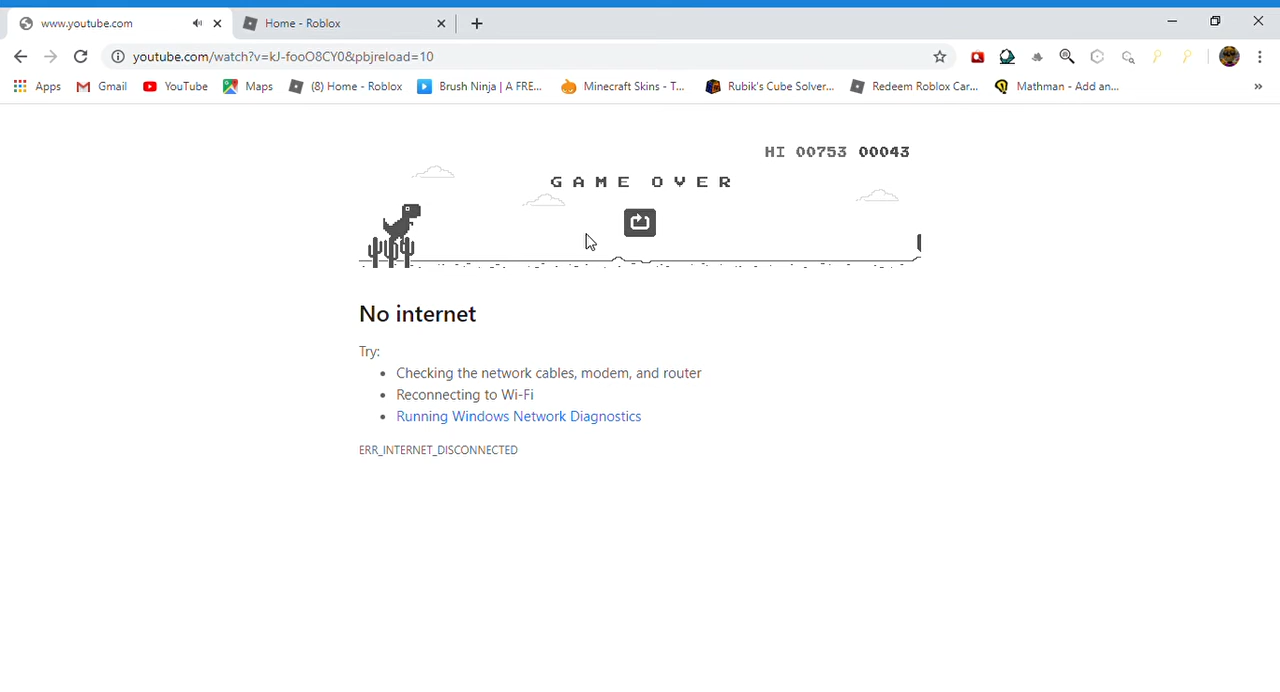 www.youtube.com
Home - Roblox
youtube.com/watch?v=kJ-fooO8CY0&pbjreload=10
Apps
Gmail
YouTube
Maps
(8) Home - Roblox
Brush Ninja | A FRE...
Minecraft Skins - T...
Rubik's Cube Solver...
Redeem Roblox Car...
Mathman - Add an...
»
HI 00753 00043
GAME OVER
No internet
Try:
• Checking the network cables, modem, and router
• Reconnecting to Wi-Fi
• Running Windows Network Diagnostics
ERR_INTERNET_DISCONNECTED